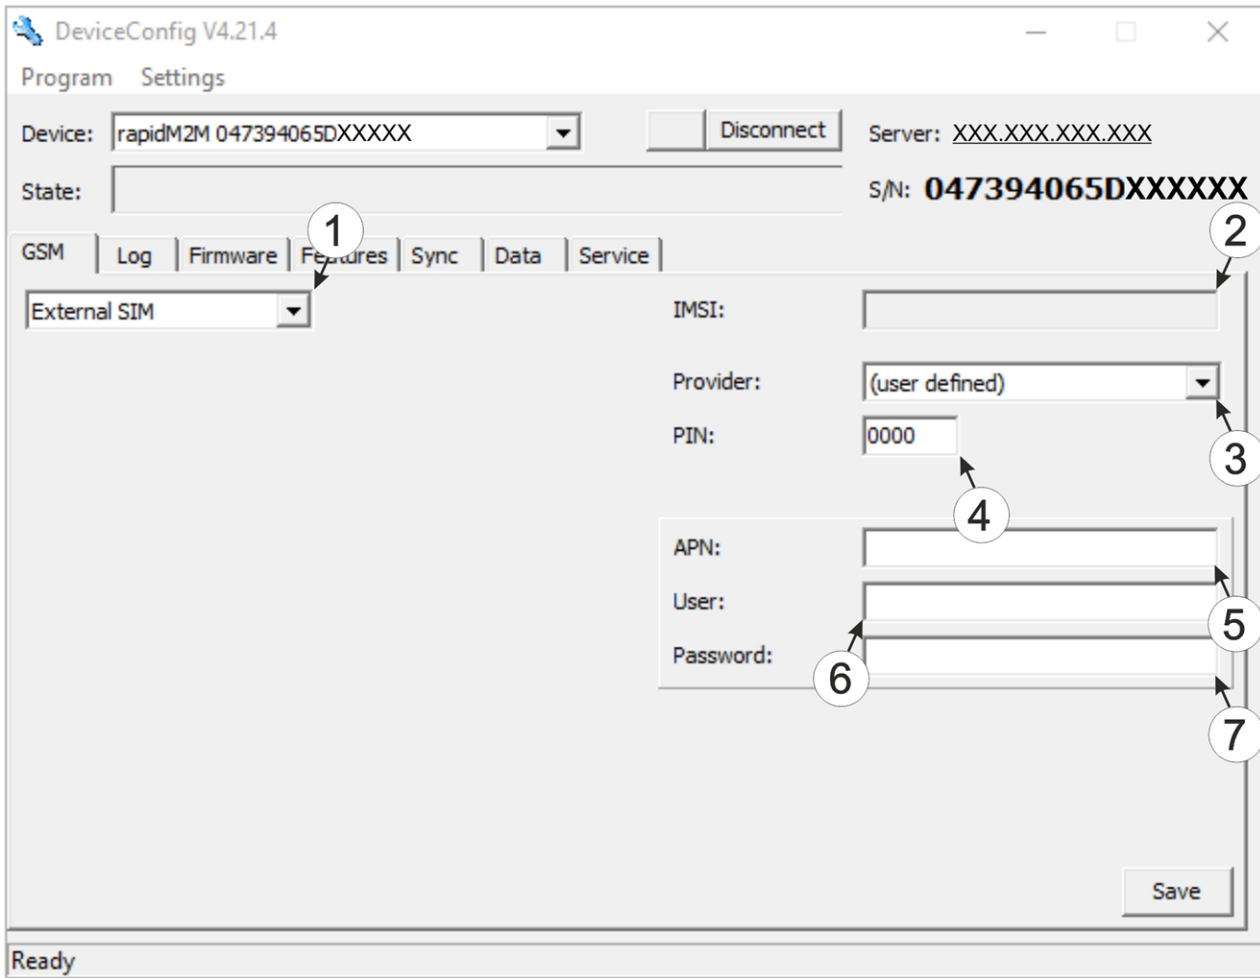 DeviceConfig V4.21.4
Program Settings
Device: rapidM2M 047394065DXXXXX Disconnect Server: XXX.XXX.XXX.XXX
State: S/N: 047394065DXXXXXX
1 2
GSM Log Firmware Features Sync Data Service
External SIM IMSI:
Provider: (user defined)
PIN: 0000
3
4
APN:
User: 5
Password: 6
7
Save
Ready